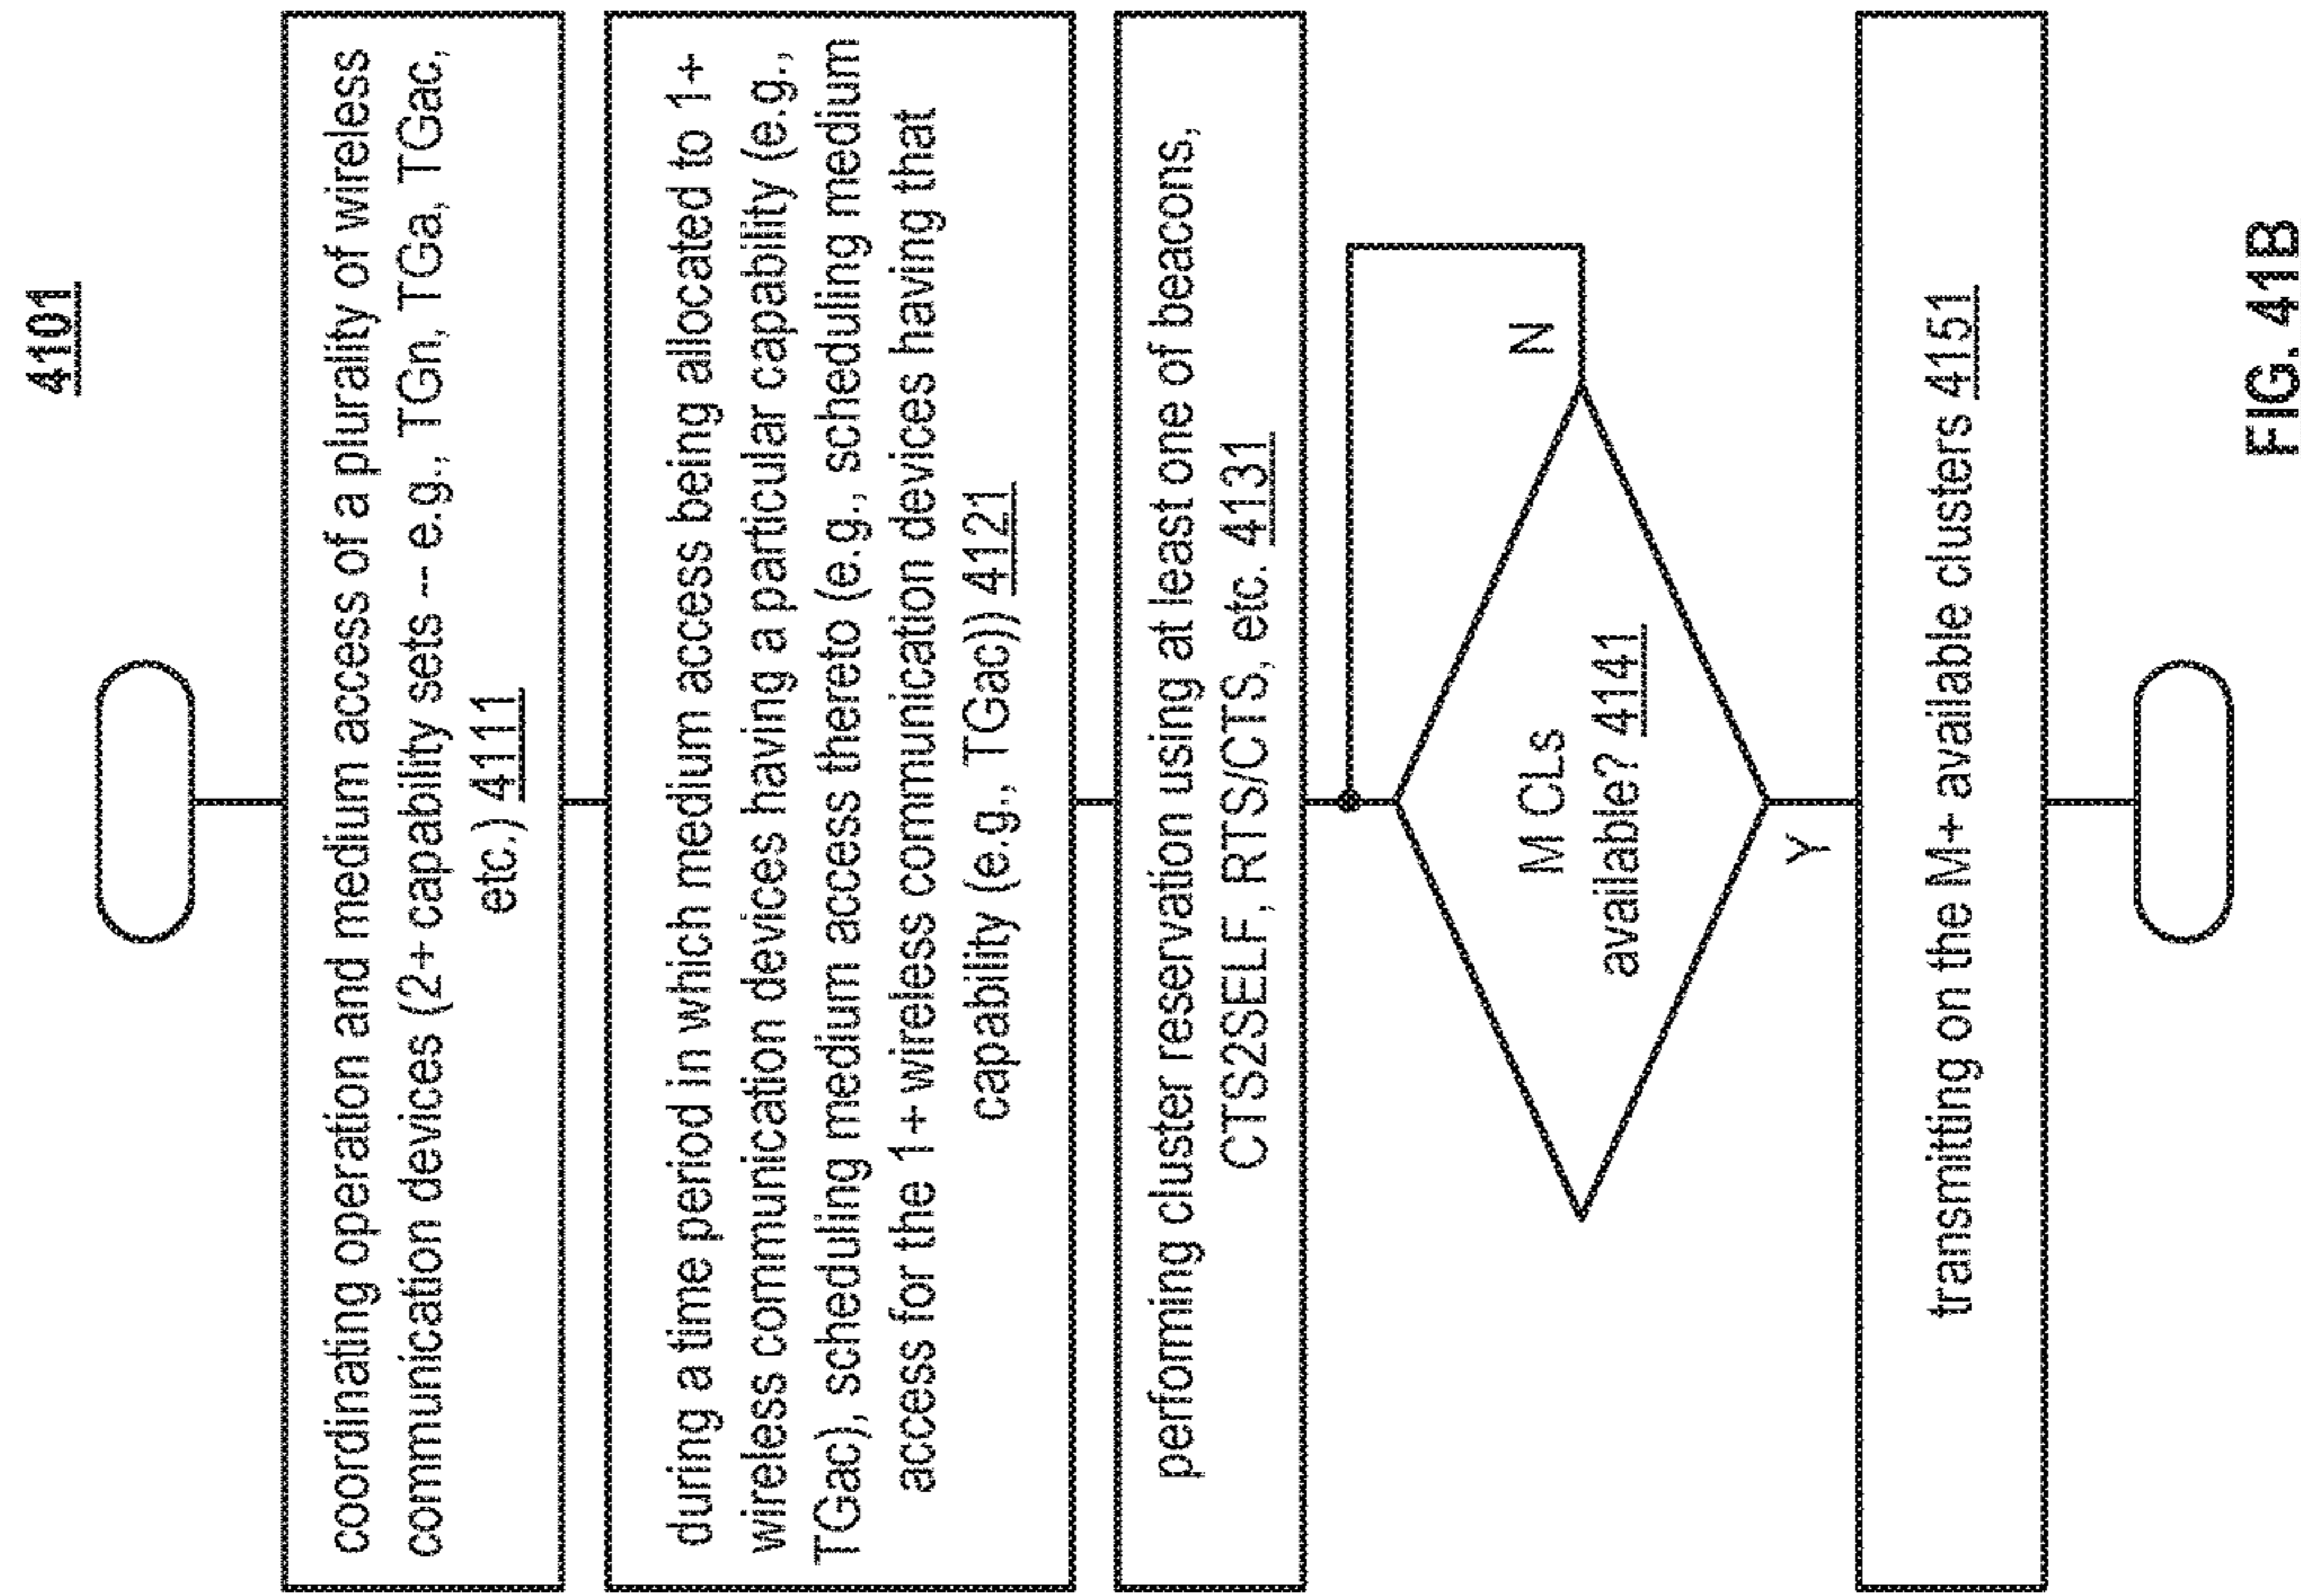 4101
coordinating operation and medium access of a plurality of wireless
communication devices (2+ capability sets -- e.g., TGn, TGa, TGac,
etc.) 4111
during a time period in which medium access being allocated to 1+
wireless communication devices having a particular capability (e.g.,
TGac), scheduling medium access thereto (e.g., scheduling medium
access for the 1+ wireless communication devices having that
capability (e.g., TGac)) 4121
performing cluster reservation using at least one of beacons,
CTS2SELF, RTS/CTS, etc. 4131
M CLs
available? 4141
N
Y
transmitting on the M+ available clusters 4151
FIG. 41B